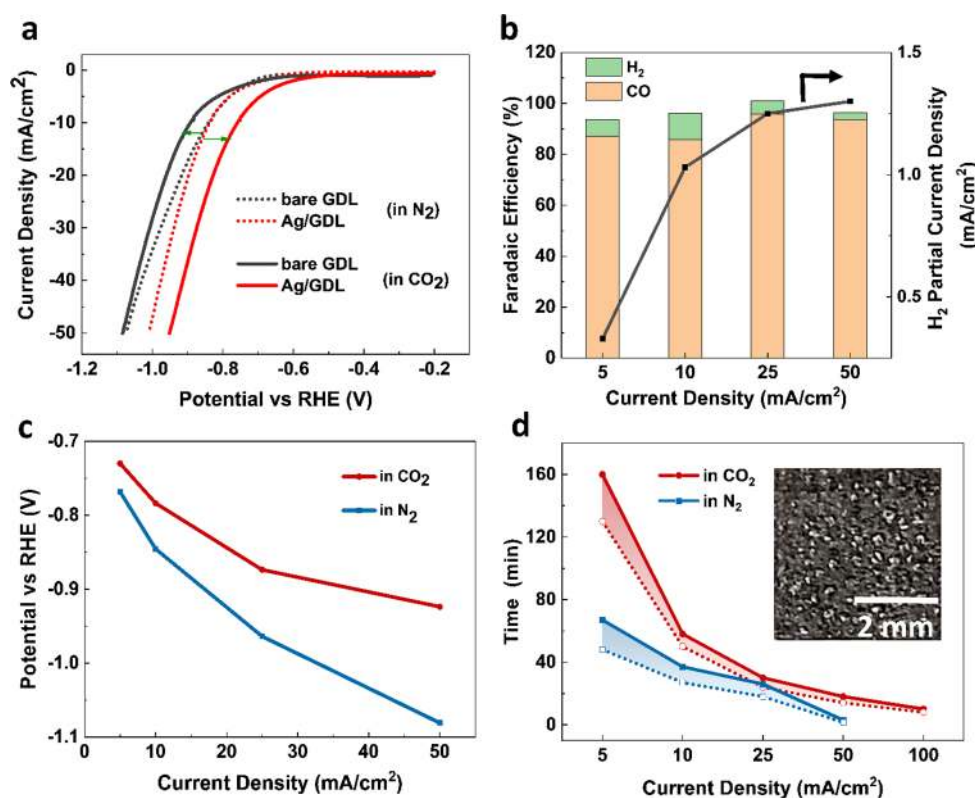 a
0
-10
-20
-30
-40
-50
Current Density (mA/cm²)
bare GDL
Ag/GDL
(in N₂)
bare GDL
Ag/GDL
(in CO₂)
-1.2 -1.0 -0.8 -0.6 -0.4 -0.2
Potential vs RHE (V)
b
120
100
80
60
40
20
0
Faradaic Efficiency (%)
H₂
CO
1.5
1.0
0.5
H₂ Partial Current Density
(mA/cm²)
5 10 25 50
Current Density (mA/cm²)
c
-0.7
-0.8
-0.9
-1.0
-1.1
Potential vs RHE (V)
in CO₂
in N₂
0 10 20 30 40 50
Current Density (mA/cm²)
d
160
120
80
40
0
Time (min)
in CO₂
in N₂
2 mm
5 10 25 50 100
Current Density (mA/cm²)